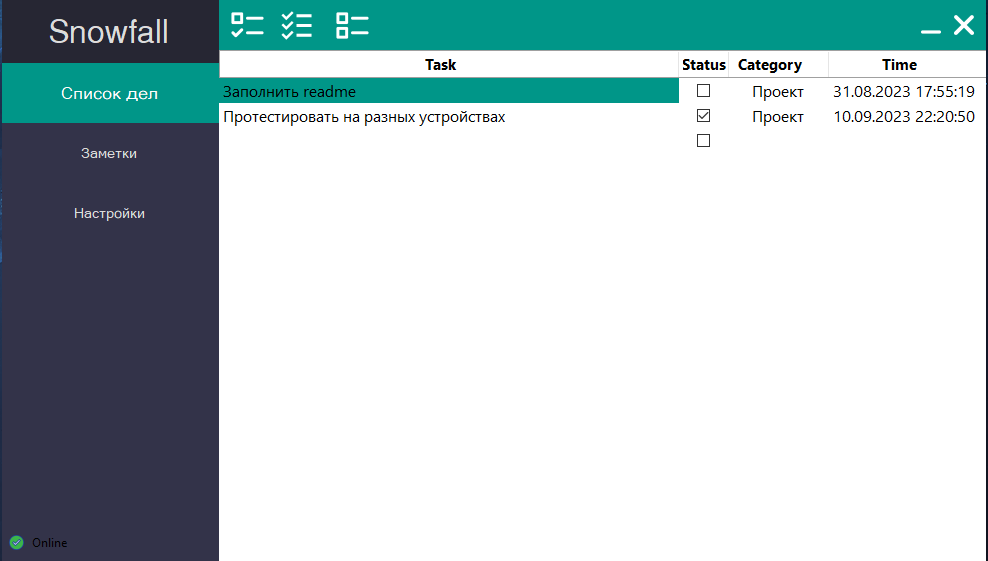 Snowfall
Список дел
Заметки
Настройки
Online
Task Status Category Time
Заполнить readme Проект 31.08.2023 17:55:19
Протестировать на разных устройствах Проект 10.09.2023 22:20:50